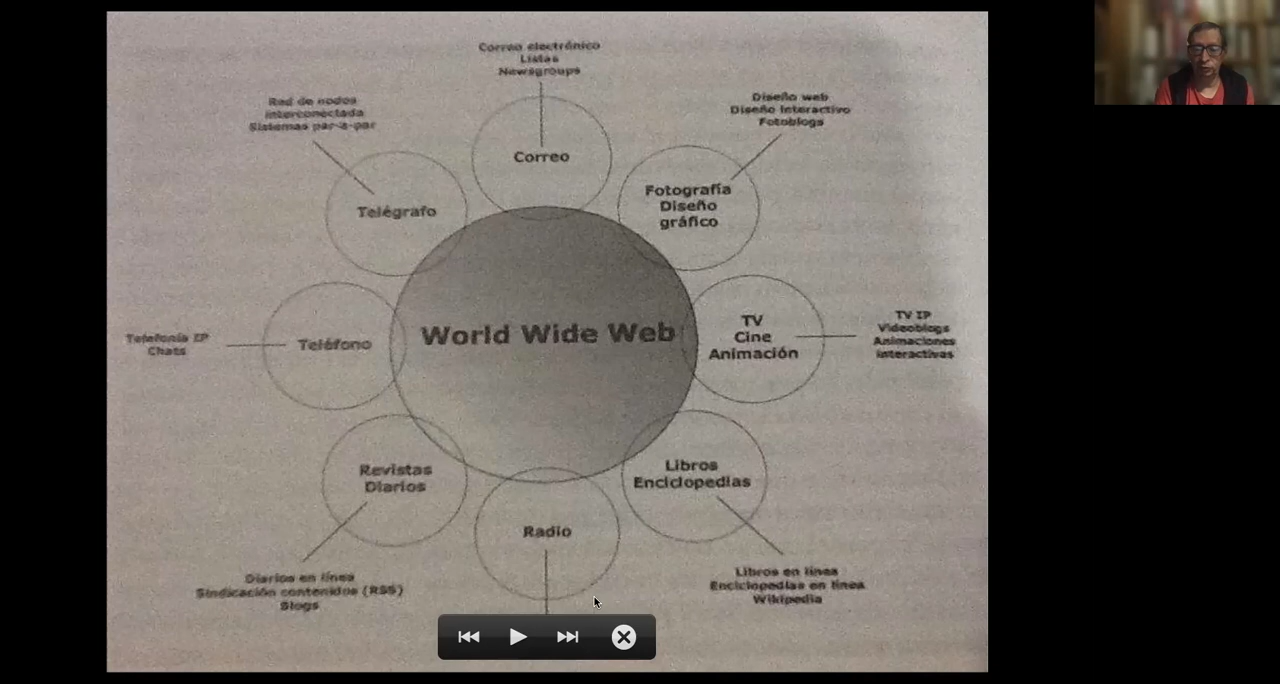 Correo electrónico
Listas
Newsgroups
Red de nodos
interconectada
Sistemas par-a-par
Diseño web
Diseño interactivo
Fotoblogs
Correo
Telégrafo
Fotografía
Diseño
gráfico
Telefonía IP
Chats
Teléfono
World Wide Web
TV
Cine
Animación
TV IP
Videoblogs
Animaciones
interactivas
Revistas
Diarios
Libros
Enciclopedias
Radio
Diarios en línea
Sindicación contenidos (RSS)
Blogs
Libros en línea
Enciclopedias en línea
Wikipedia